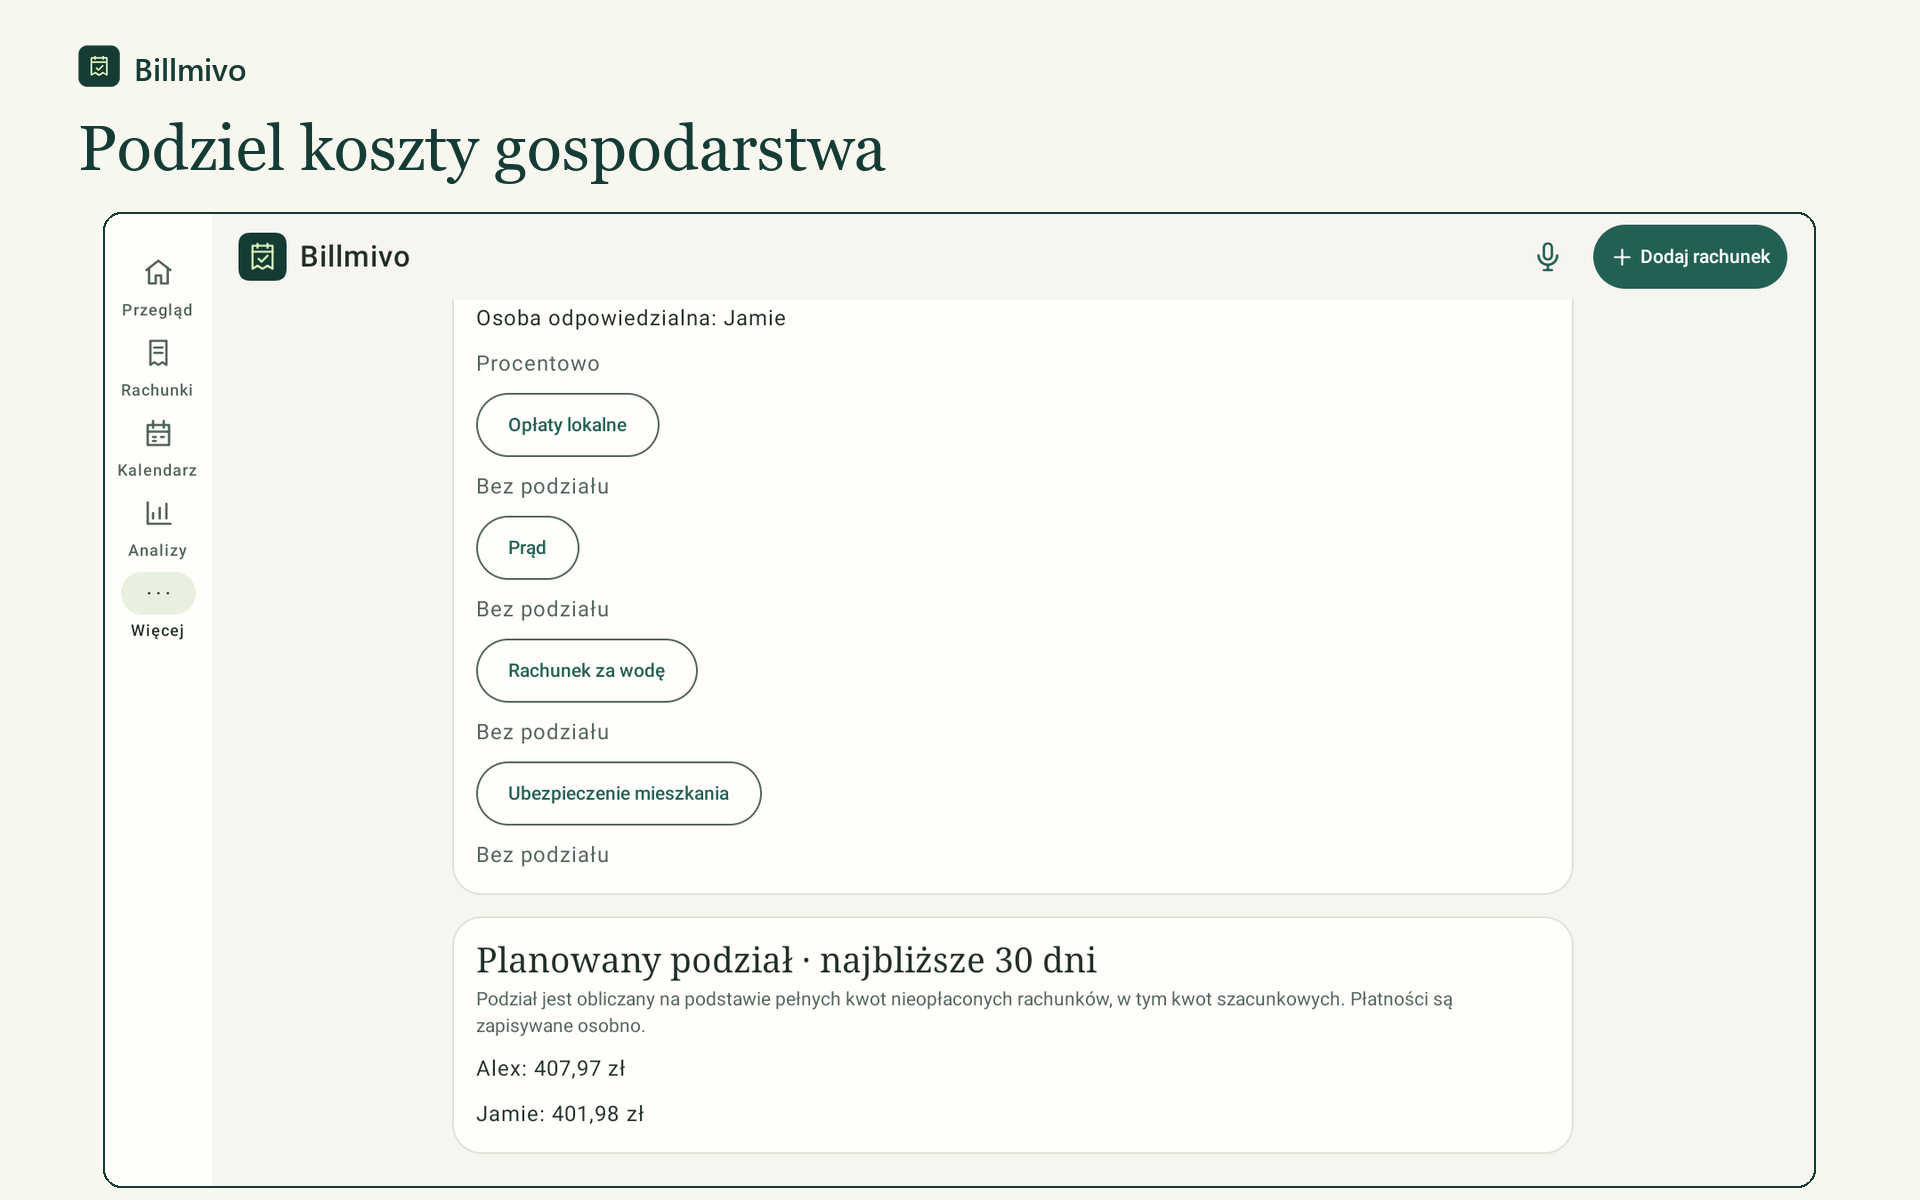 Billmivo
Podziel koszty gospodarstwa
Billmivo
Dodaj rachunek
Przegląd
Rachunki
Kalendarz
Analizy
Więcej
Osoba odpowiedzialna: Jamie
Procentowo
Opłaty lokalne
Bez podziału
Prąd
Bez podziału
Rachunek za wodę
Bez podziału
Ubezpieczenie mieszkania
Bez podziału
Planowany podział · najbliższe 30 dni
Podział jest obliczany na podstawie pełnych kwot nieopłaconych rachunków, w tym kwot szacunkowych. Płatności są
zapisywane osobno.
Alex: 407,97 zł
Jamie: 401,98 zł